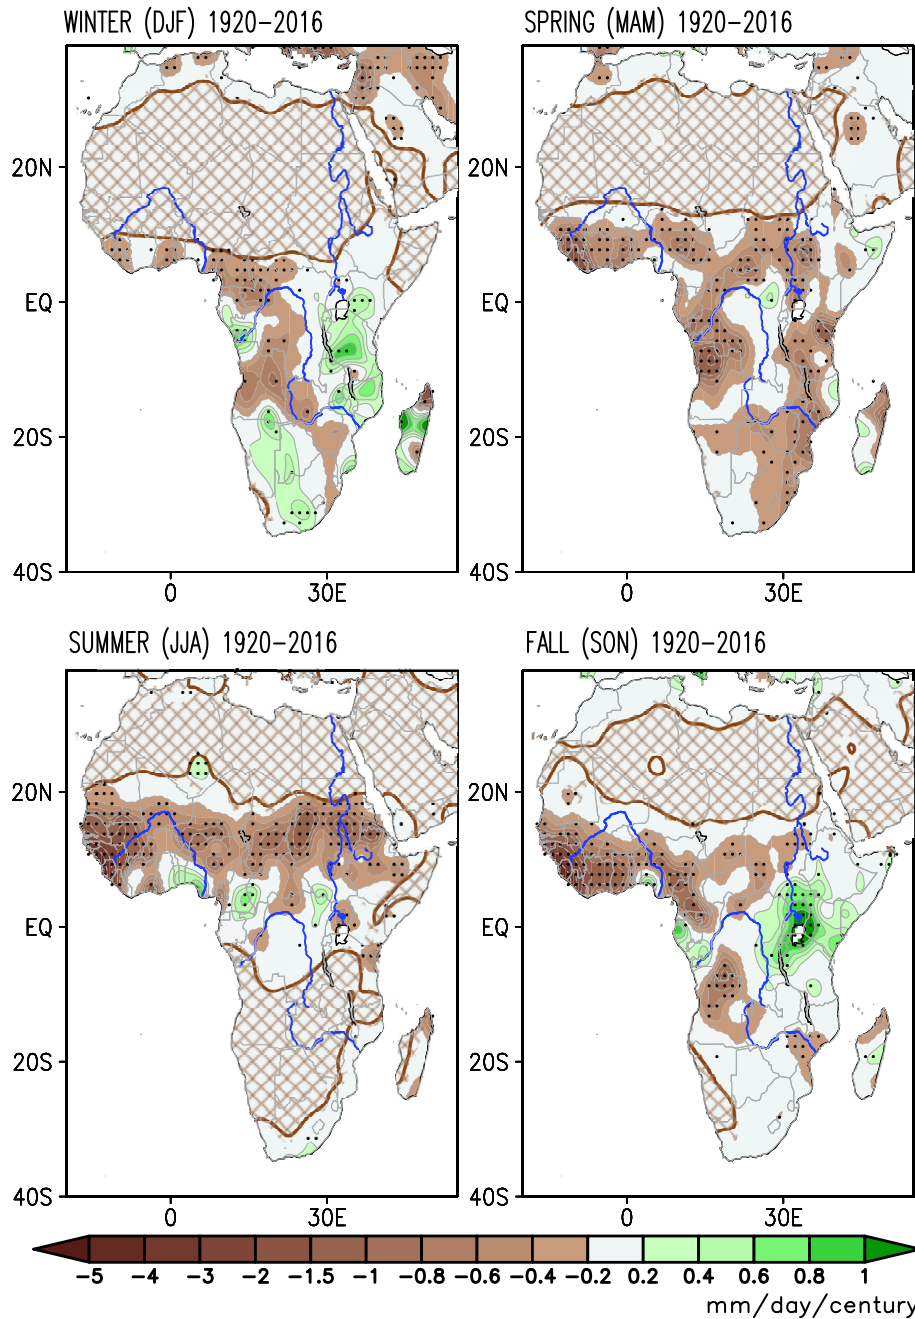 WINTER (DJF) 1920-2016
SPRING (MAM) 1920-2016
20N
EQ
20S
40S
0 30E
0 30E
SUMMER (JJA) 1920-2016
FALL (SON) 1920-2016
20N
EQ
20S
40S
20N
EQ
20S
40S
20N
EQ
20S
40S
0 30E
0 30E
-5 -4 -3 -2 -1.5 -1 -0.8 -0.6 -0.4 -0.2 0.2 0.4 0.6 0.8 1
mm/day/century